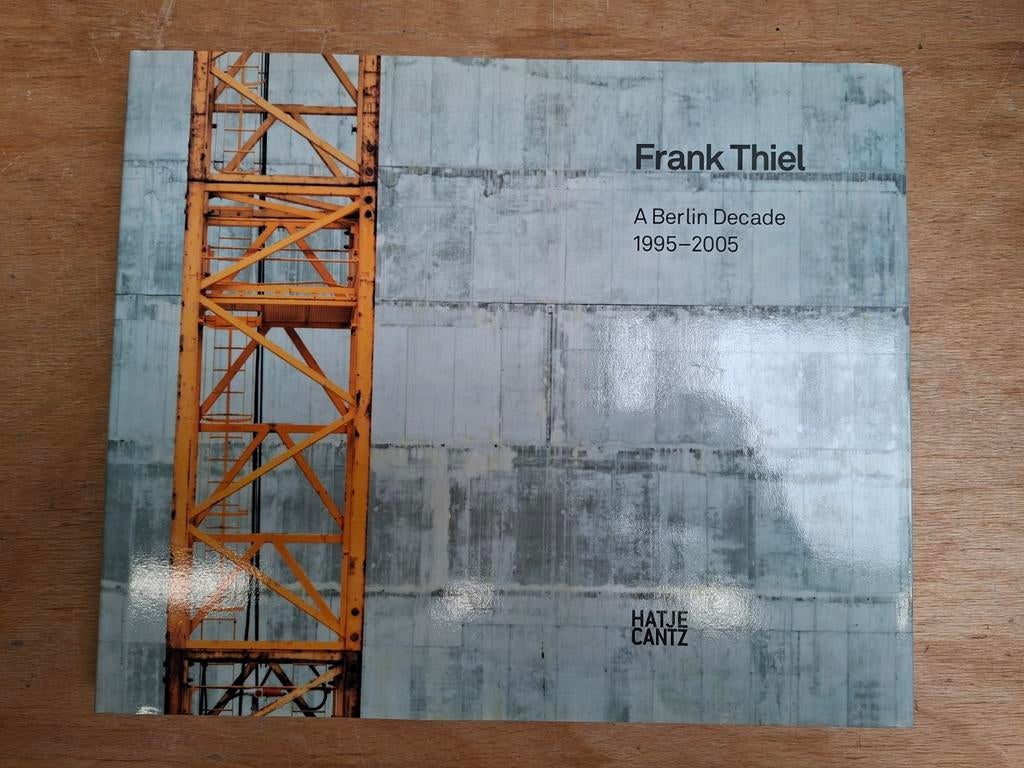 Frank Thiel
A Berlin Decade
1995–2005
HATJE
CANTZ